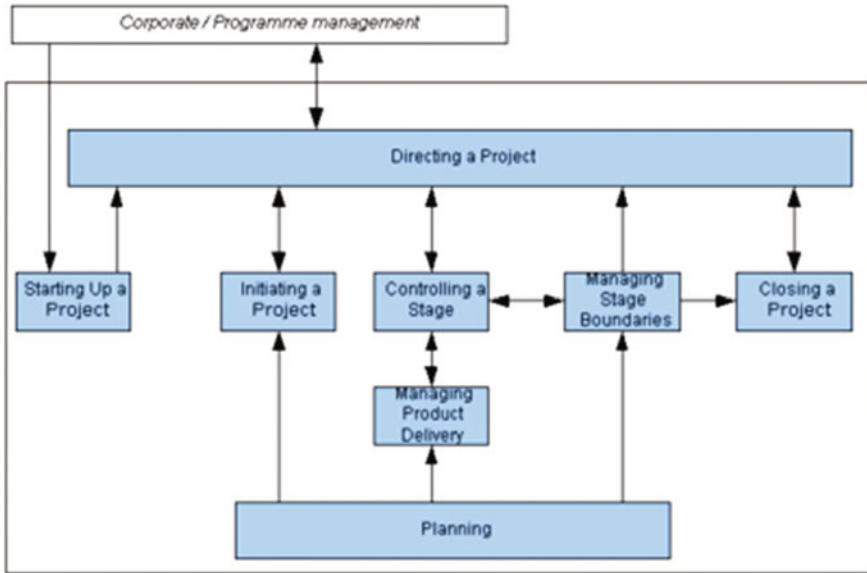 Corporate / Programme management
Directing a Project
Starting Up a
Project
Initiating a
Project
Controlling a
Stage
Managing
Stage
Boundaries
Closing a
Project
Managing
Product
Delivery
Planning